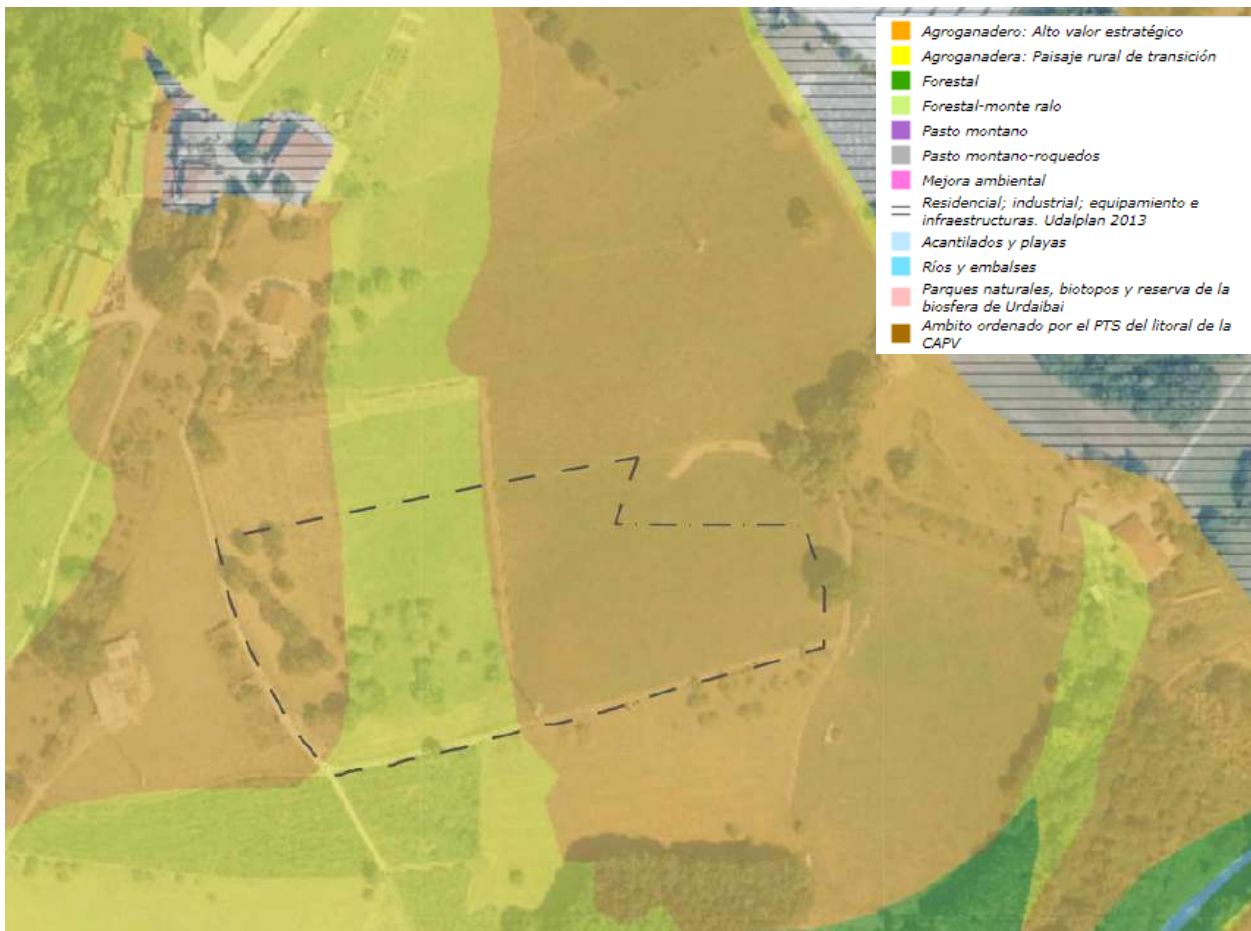 Agroganadero: Alto valor estratégico
Agroganadera: Paisaje rural de transición
Forestal
Forestal-monte ralo
Pasto montano
Pasto montano-roquedos
Mejora ambiental
Residencial; industrial; equipamiento e
infraestructuras. Udalplan 2013
Acantilados y playas
Ríos y embalses
Parques naturales, biotopos y reserva de la
biosfera de Urdaibai
Ambito ordenado por el PTS del litoral de la
CAPV